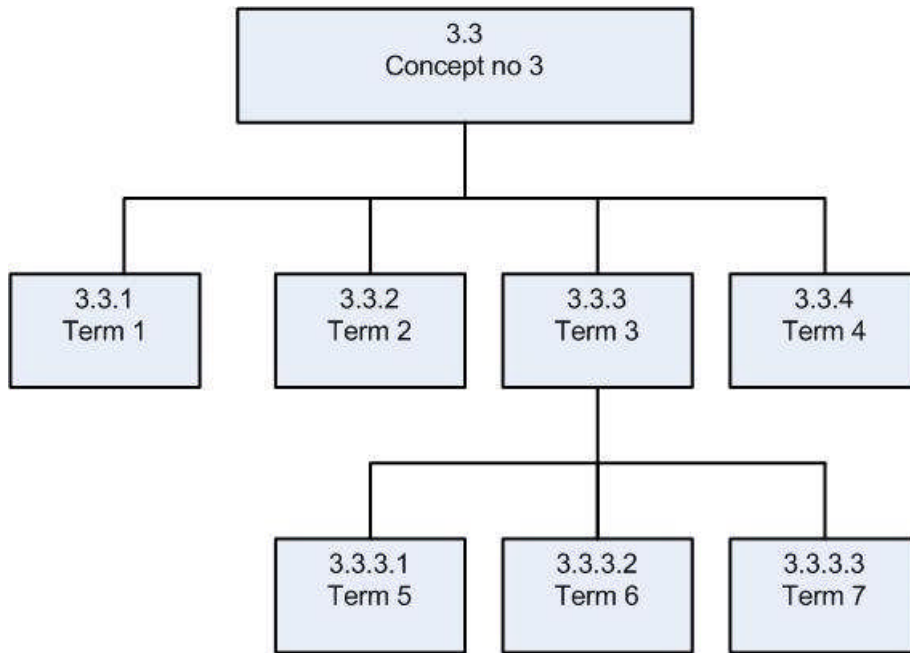 3.3
Concept no 3
3.3.1
Term 1
3.3.2
Term 2
3.3.3
Term 3
3.3.4
Term 4
3.3.3.1
Term 5
3.3.3.2
Term 6
3.3.3.3
Term 7